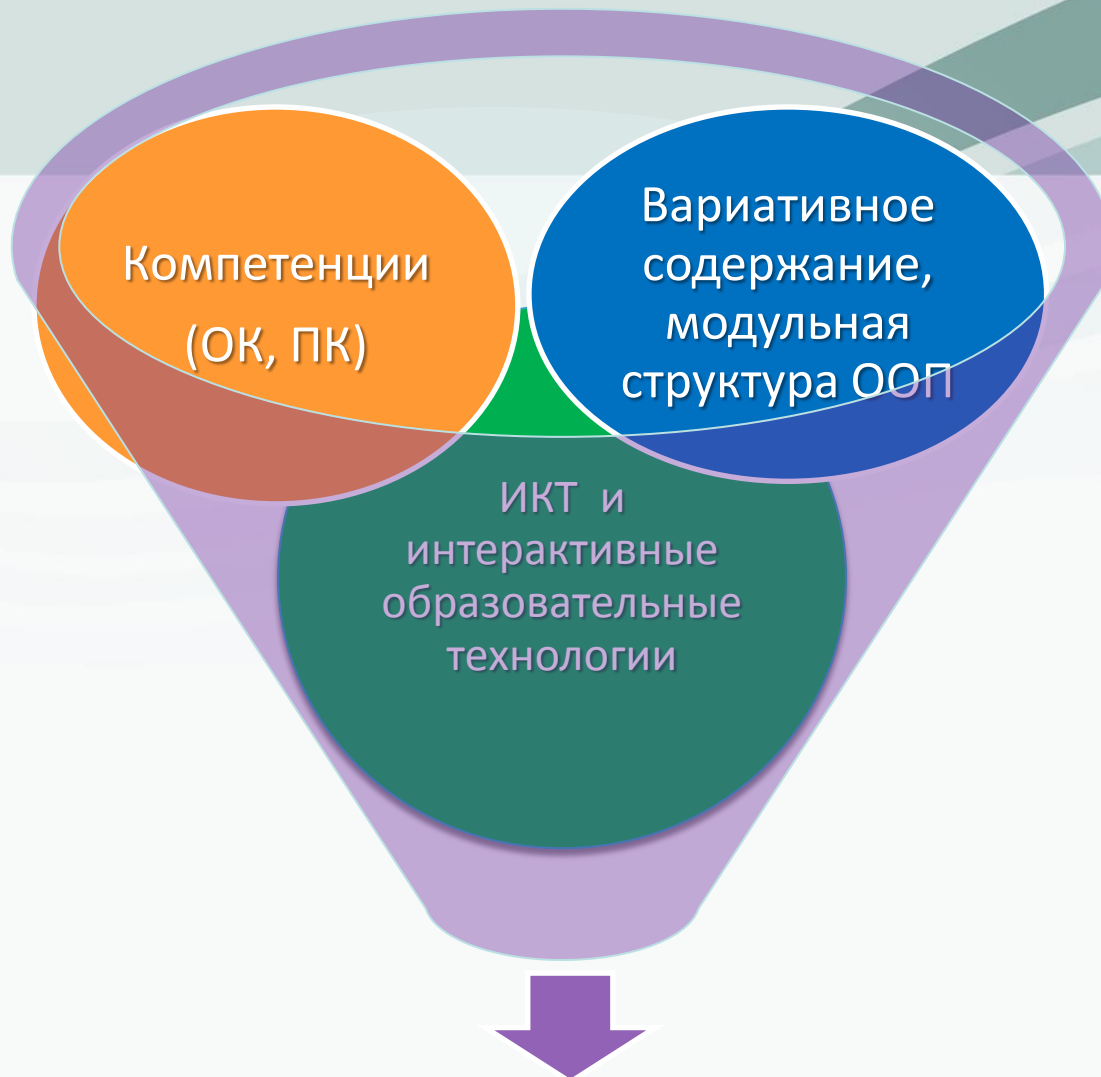 Компетенции
(ОК, ПК)
Вариативное
содержание,
модульная
структура ООП
ИКТ и
интерактивные
образовательные
технологии